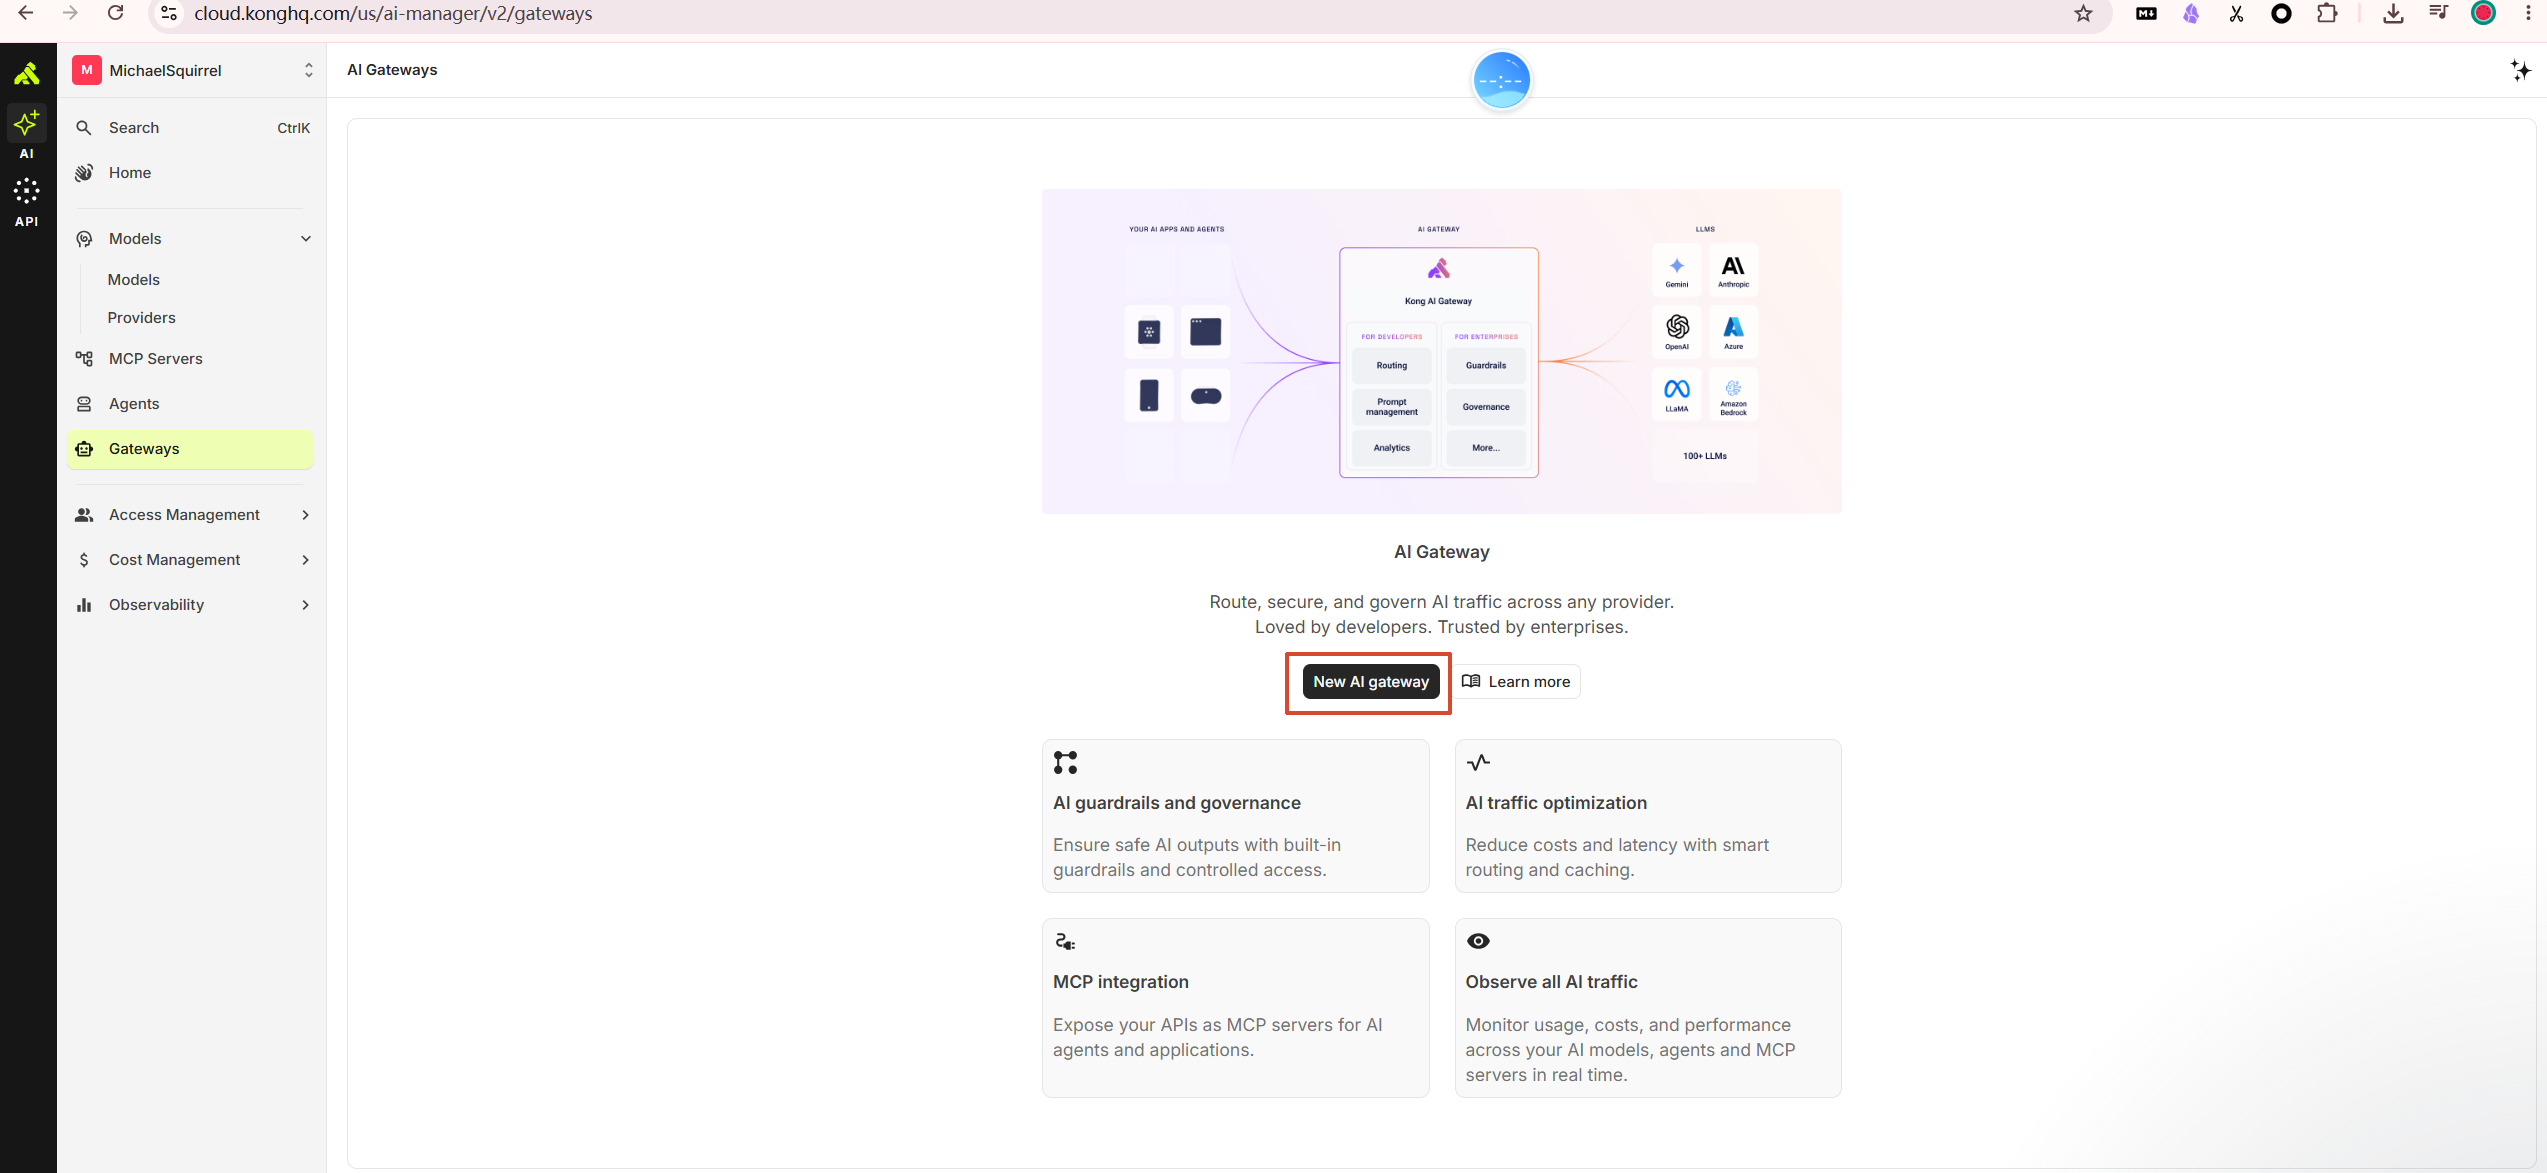 cloud.konghq.com/us/ai-manager/v2/gateways
M
MichaelSquirrel
AI Gateways
AI
API
Search
CtrlK
Home
Models
Models
Providers
MCP Servers
Agents
Gateways
Access Management
Cost Management
Observability
YOUR AI APPS AND AGENTS
AI GATEWAY
LLMS
Kong AI Gateway
FOR DEVELOPERS
FOR ENTERPRISES
Routing
Guardrails
Prompt
management
Governance
Analytics
More...
Gemini
Anthropic
OpenAI
Azure
LLaMA
Amazon
Bedrock
100+ LLMs
AI Gateway
Route, secure, and govern AI traffic across any provider.
Loved by developers. Trusted by enterprises.
New AI gateway
Learn more
AI guardrails and governance
Ensure safe AI outputs with built-in
guardrails and controlled access.
AI traffic optimization
Reduce costs and latency with smart
routing and caching.
MCP integration
Expose your APIs as MCP servers for AI
agents and applications.
Observe all AI traffic
Monitor usage, costs, and performance
across your AI models, agents and MCP
servers in real time.